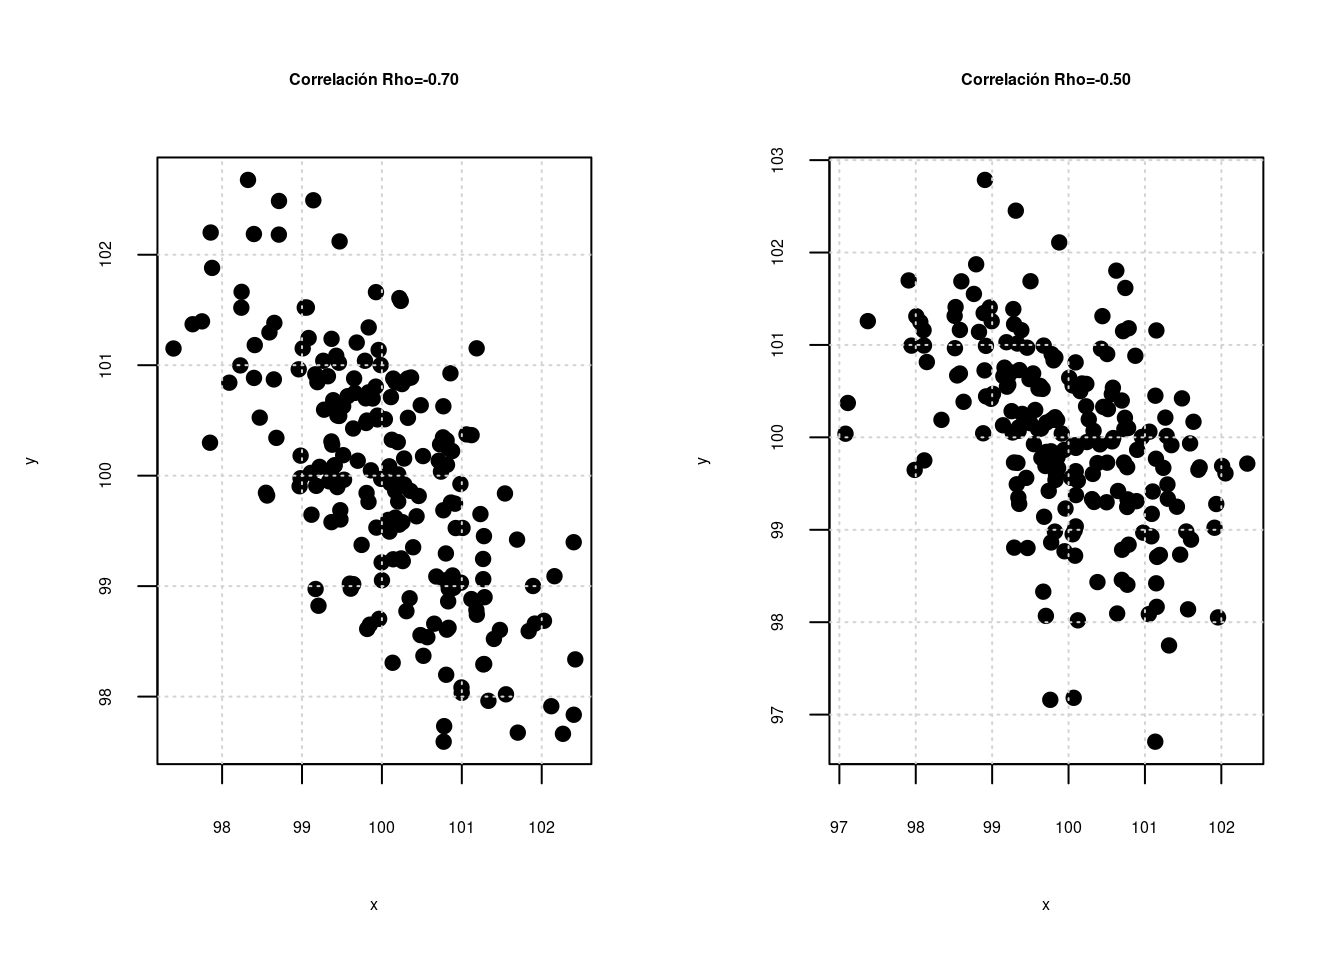 Correlación Rho=-0.70
y
102
101
100
99
98
98 99 100 101 102
x
Correlación Rho=-0.50
y
103
102
101
100
99
98
97
97 98 99 100 101 102
x